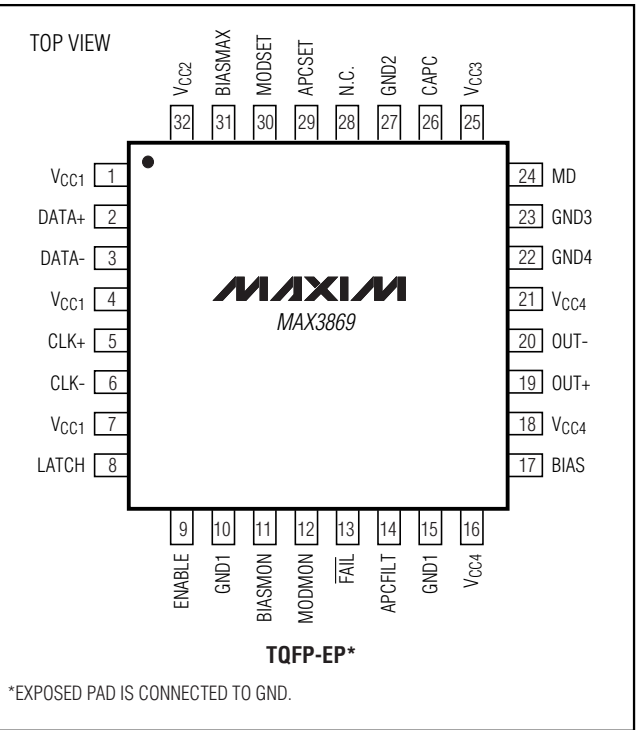 TOP VIEW
VCC2
BIASMAX
MODSET
APCSET
N.C.
GND2
CAPC
VCC3
32
31
30
29
28
27
26
25
VCC1 1
DATA+ 2
DATA- 3
VCC1 4
CLK+ 5
CLK- 6
VCC1 7
LATCH 8
MAXIM
MAX3869
24 MD
23 GND3
22 GND4
21 VCC4
20 OUT-
19 OUT+
18 VCC4
17 BIAS
9
10
11
12
13
14
15
16
ENABLE
GND1
BIASMON
MODMON
FAIL
APCFILT
GND1
VCC4
TQFP-EP*
*EXPOSED PAD IS CONNECTED TO GND.